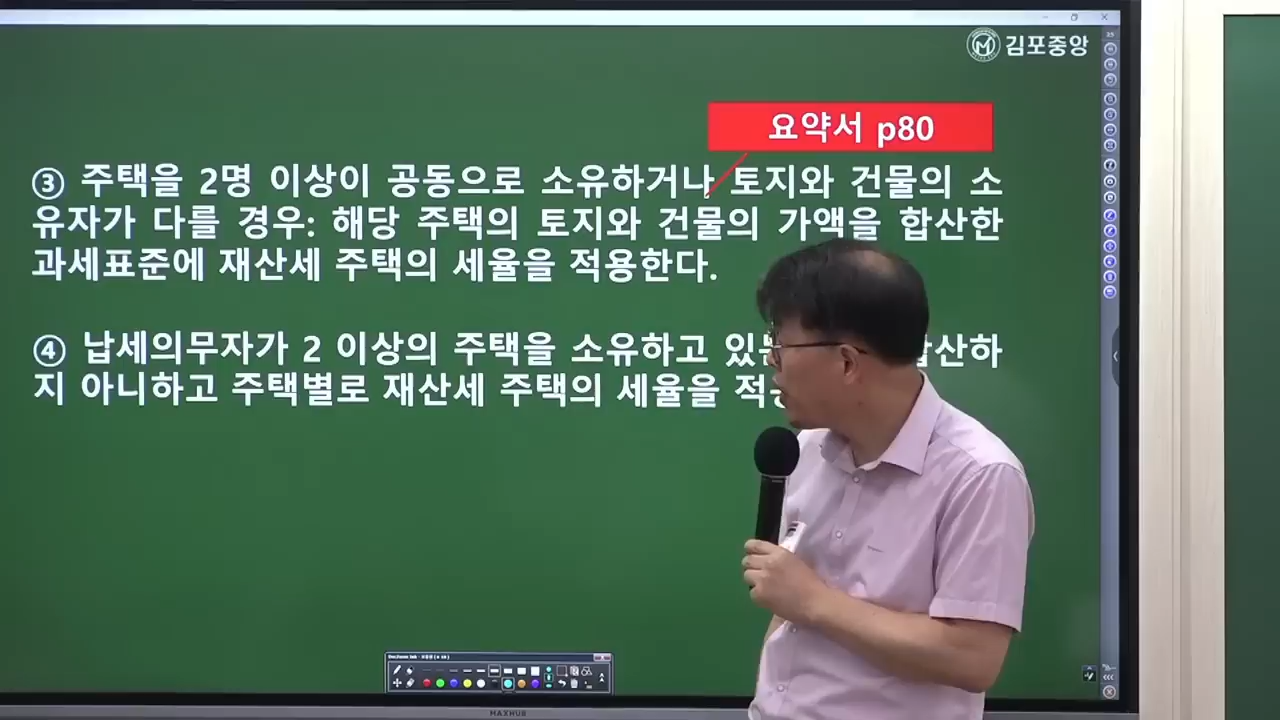 김포중앙
요약서 p80
③ 주택을 2명 이상이 공동으로 소유하거나 토지와 건물의 소
유자가 다를 경우: 해당 주택의 토지와 건물의 가액을 합산한
과세표준에 재산세 주택의 세율을 적용한다.
④ 납세의무자가 2 이상의 주택을 소유하고
지 아니하고 주택별로 재산세 주택의 세율을
MAXHUB